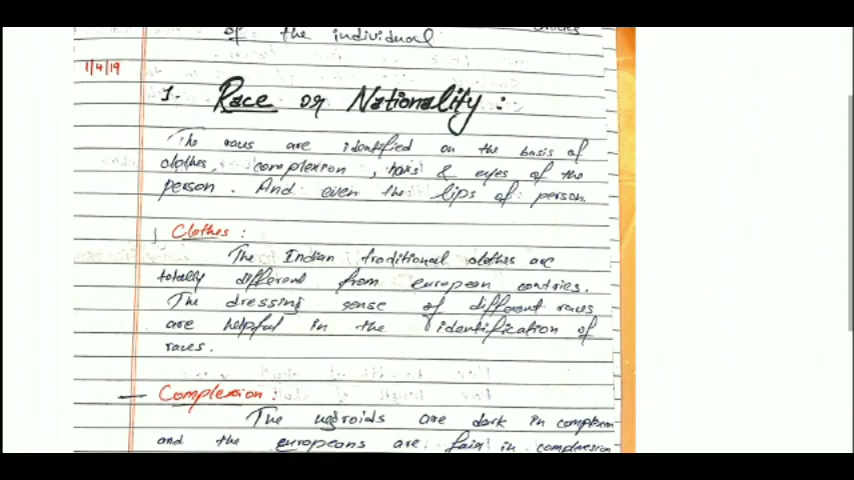 of the individual
1/4/19
1. Race or Nationality :
The races are identified on the basis of
clothes, complexion, hairs & eyes of the
person. And even the lips of person.
Clothes :
The Indian traditional clothes are
totally different from european contries.
The dressing sense of different races
are helpful in the identification of
races.
— Complexion :
The negroids are dark in complexion
and the europeans are fair in complexion